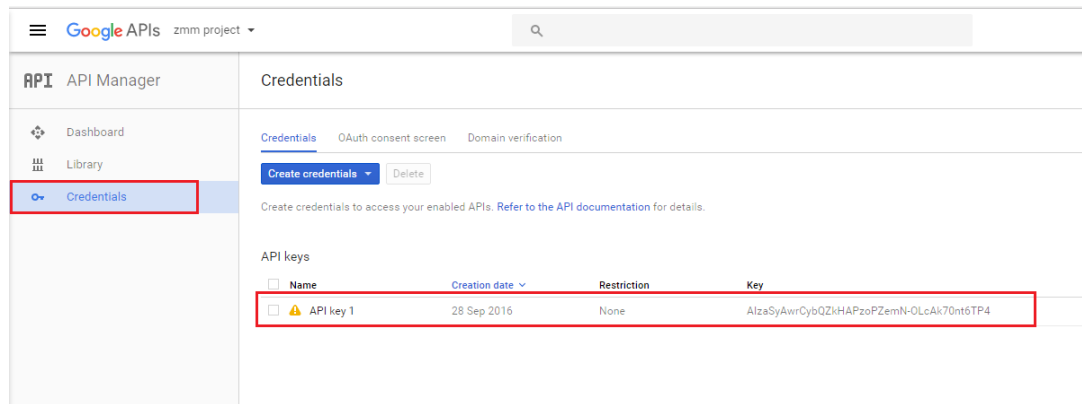 Google APIs zmm project
API API Manager
Credentials
Dashboard
Library
Credentials
Credentials OAuth consent screen Domain verification
Create credentials Delete
Create credentials to access your enabled APIs. Refer to the API documentation for details.
API keys
Name Creation date Restriction Key
API key 1 28 Sep 2016 None AIzaSyAwrCybQZkHAPzoPZemN-OLcAk70nt6TP4